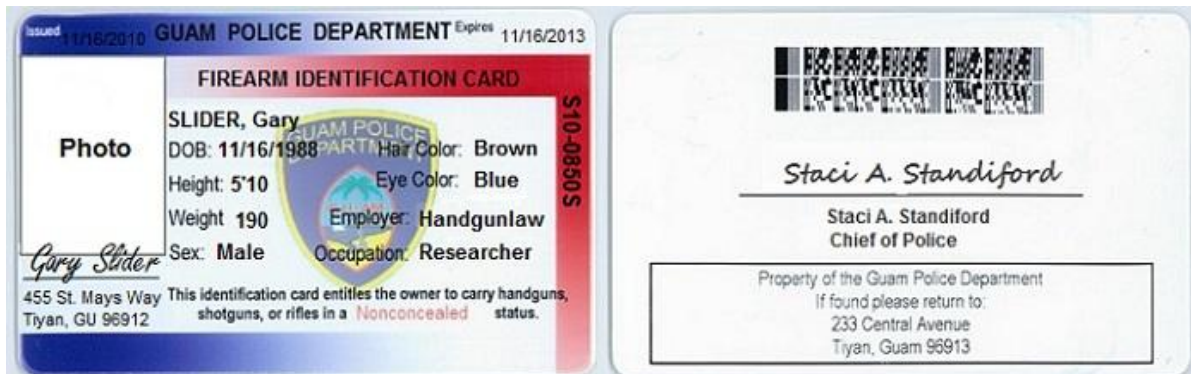 Issued 11/16/2010 GUAM POLICE DEPARTMENT Expires 11/16/2013
FIREARM IDENTIFICATION CARD
S10-0850S
Photo
SLIDER, Gary
DOB: 11/16/1988 Hair Color: Brown
Height: 5'10 Eye Color: Blue
Weight 190 Employer: Handgunlaw
Sex: Male Occupation: Researcher
GUAM POLICE
DEPARTMENT
Gary Slider
455 St. Mays Way
Tiyan, GU 96912
This identification card entitles the owner to carry handguns,
shotguns, or rifles in a Nonconcealed status.
Staci A. Standiford
Staci A. Standiford
Chief of Police
Property of the Guam Police Department
If found please return to:
233 Central Avenue
Tiyan, Guam 96913